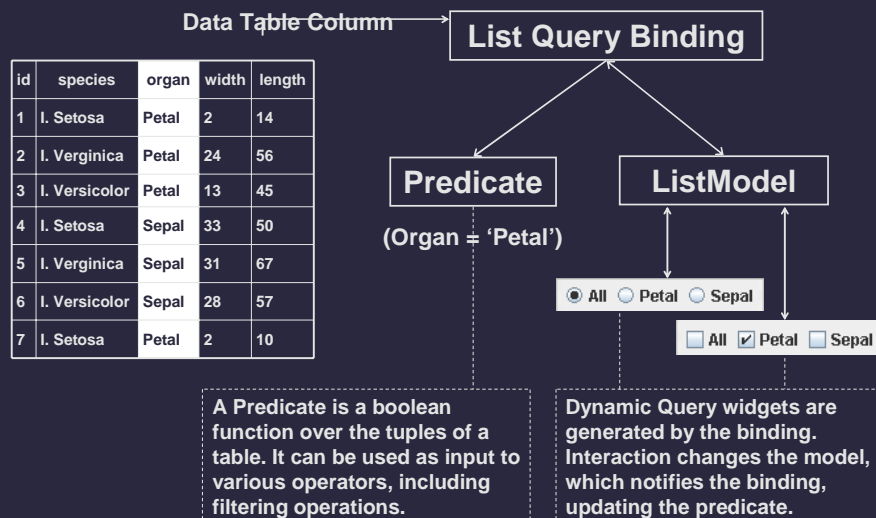 Data Table Column
List Query Binding
id species organ width length
1 I. Setosa Petal 2 14
2 I. Verginica Petal 24 56
3 I. Versicolor Petal 13 45
4 I. Setosa Sepal 33 50
5 I. Verginica Sepal 31 67
6 I. Versicolor Sepal 28 57
7 I. Setosa Petal 2 10
Predicate
ListModel
(Organ = ‘Petal’)
All Petal Sepal
All Petal Sepal
A Predicate is a boolean
function over the tuples of a
table. It can be used as input to
various operators, including
filtering operations.
Dynamic Query widgets are
generated by the binding.
Interaction changes the model,
which notifies the binding,
updating the predicate.